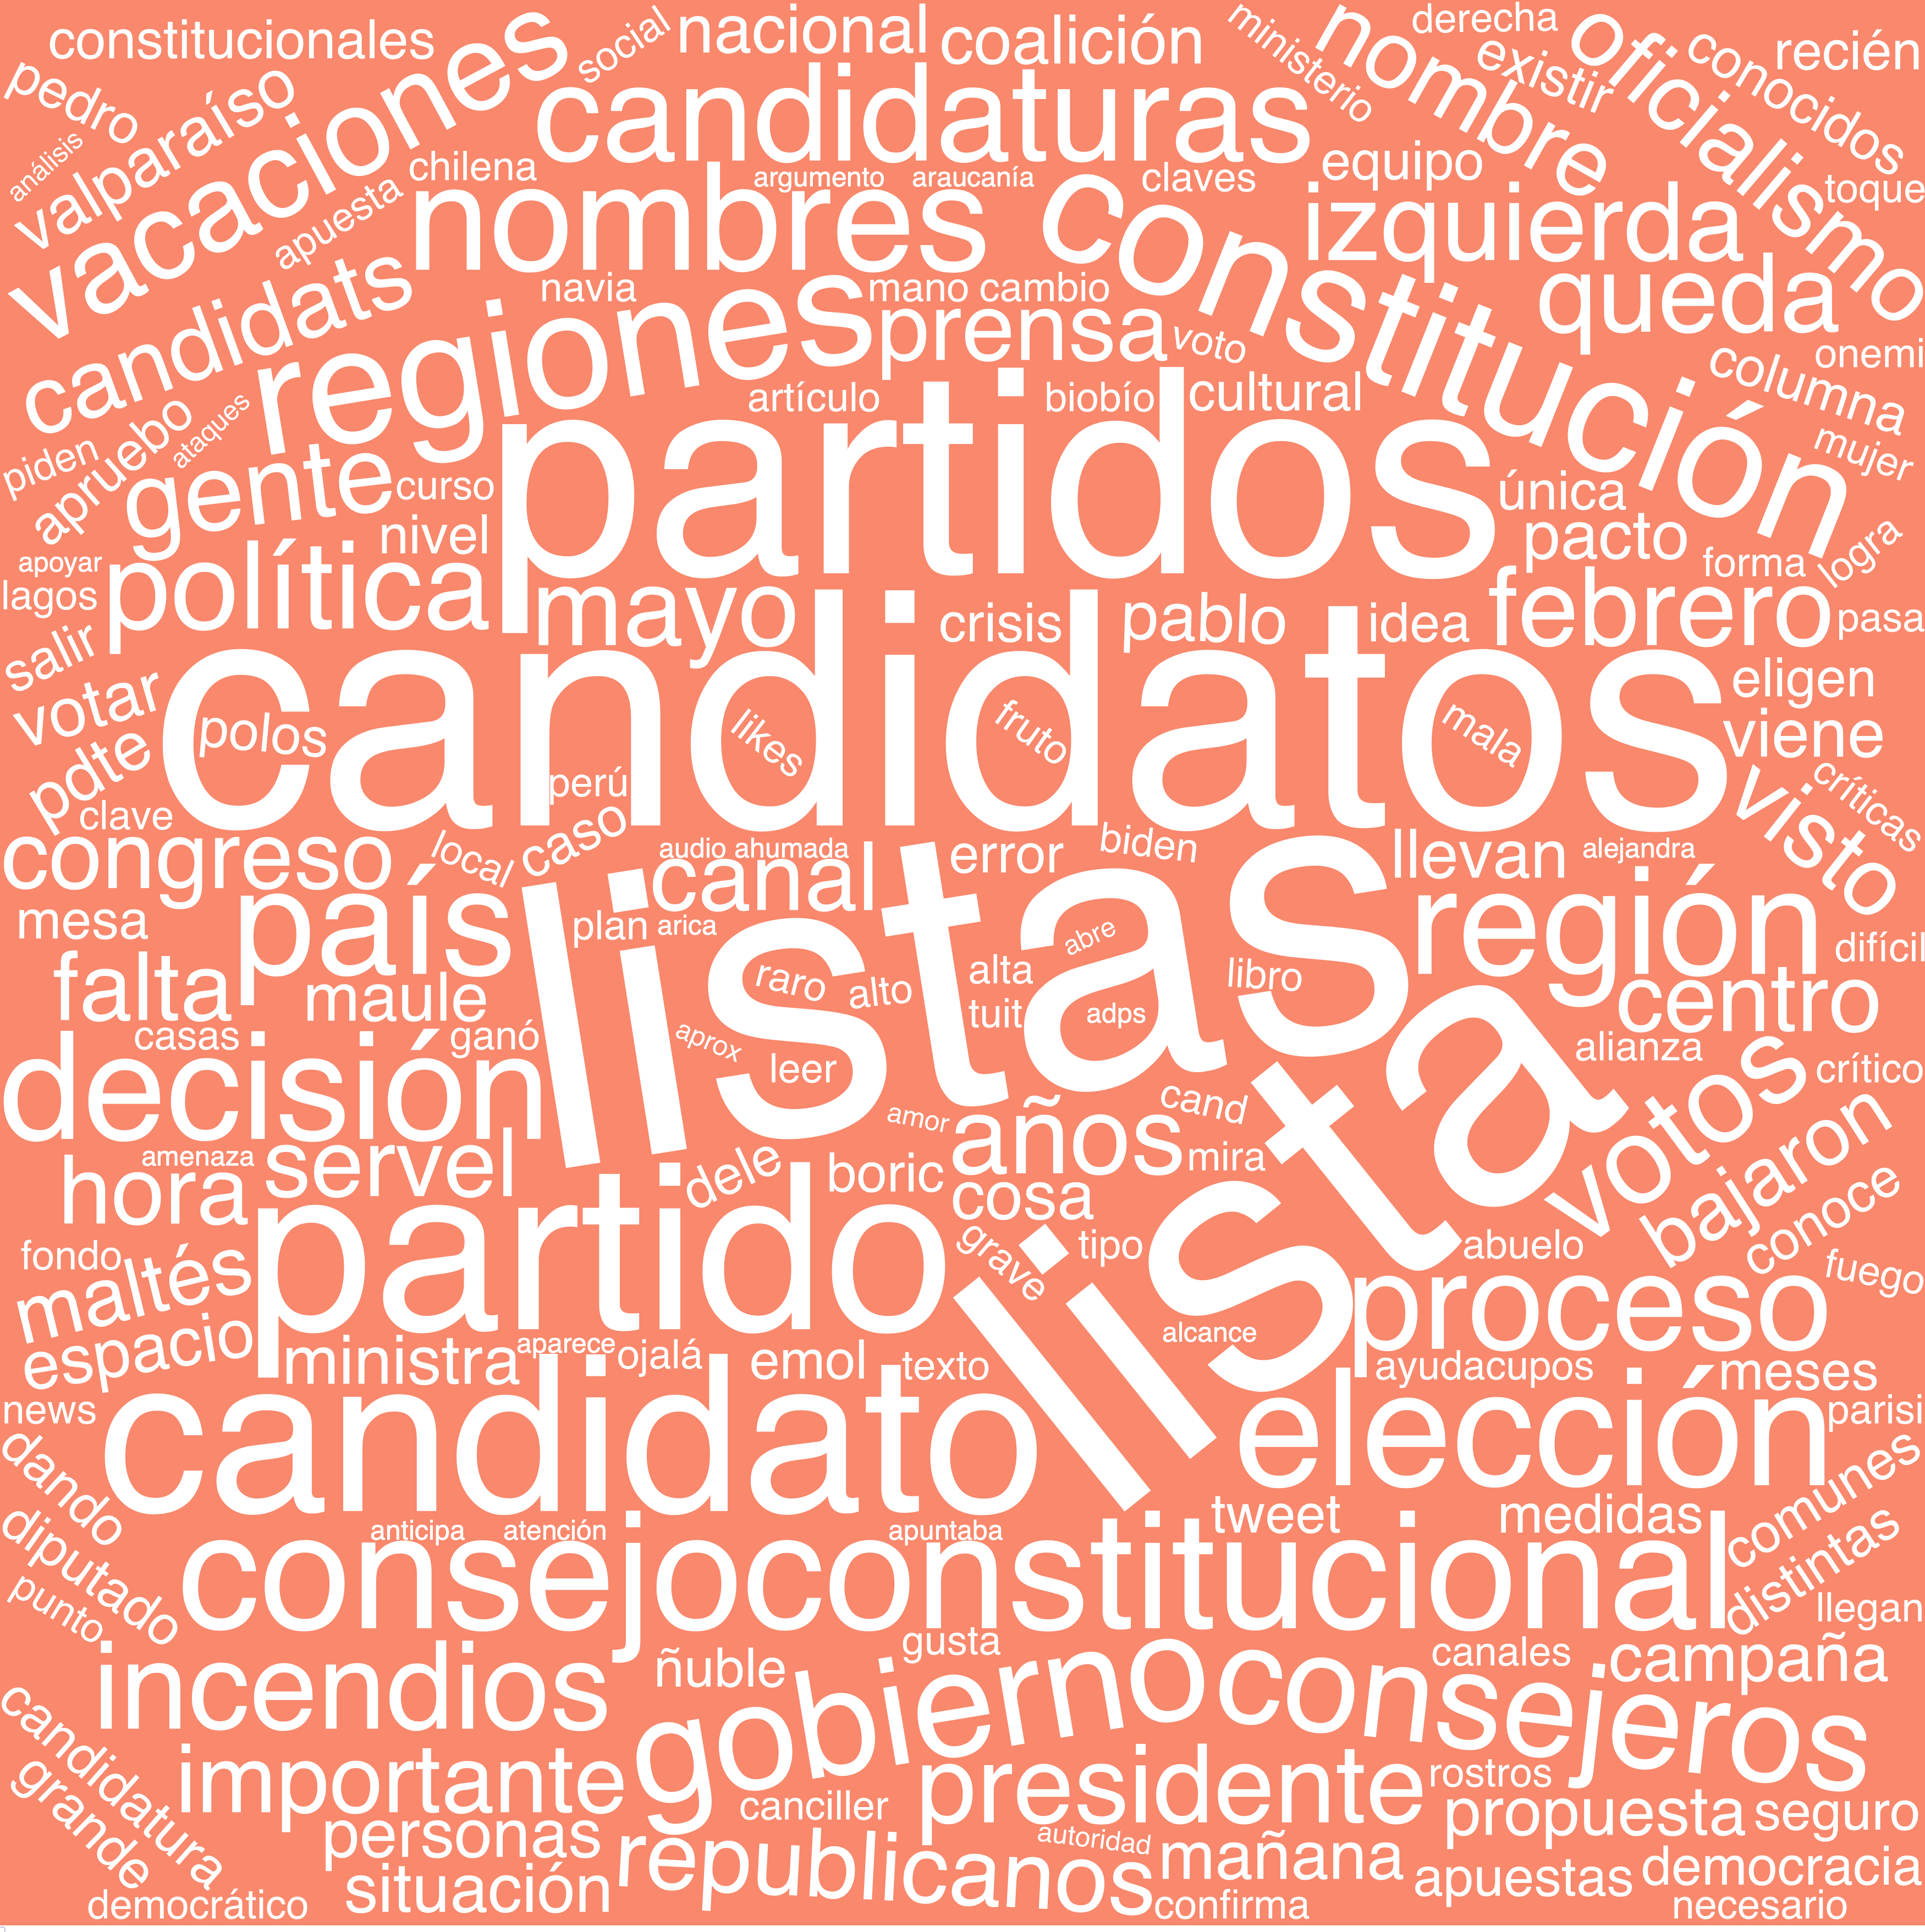 constitucionales
social
nacional
coalición
ministerio
nombre
derecha
existir
oficialismo
conocidos
recién
pedro
valparaíso
vacaciones
candidaturas
análisis
chilena
apuesta
argumento
araucanía
claves
equipo
toque
nombres
constitución
izquierda
queda
candidats
navia
mano
cambio
regiones
prensa
voto
columna
onemi
artículo
biobío
cultural
mujer
piden
apruebo
ataques
gente
curso
partidos
única
nivel
pacto
forma
logra
apoyar
lagos
política
mayo
crisis
pablo
idea
febrero
pasa
salir
votar
candidatos
eligen
polos
likes
fruto
mala
viene
pdte
perú
visto
críticas
clave
congreso
local
caso
audio
ahumada
error
biden
llevan
alejandra
canal
listas
país
mesa
plan
arica
abre
región
difícil
falta
maule
raro
alto
alta
libro
centro
tuit
adps
casas
ganó
aprox
alianza
decisión
leer
lista
votos
crítico
amor
años
cand
amenaza
servel
dele
boric
mira
bajaron
hora
cosa
conoce
partido
grave
tipo
abuelo
fondo
maltés
fuego
proceso
espacio
ministra
aparece
ojalá
emol
texto
alcance
ayudacupos
meses
news
candidato
elección
parisi
dando
tweet
medidas
comunes
anticipa
atención
apuntaba
diputado
consejoconstitucional
distintas
punto
llegan
incendios
ñuble
gusta
gobierno
consejeros
canales
campaña
candidatura
importante
presidente
rostros
grande
canciller
propuesta
seguro
personas
republicanos
autoridad
mañana
democracia
situación
apuestas
democrático
confirma
necesario